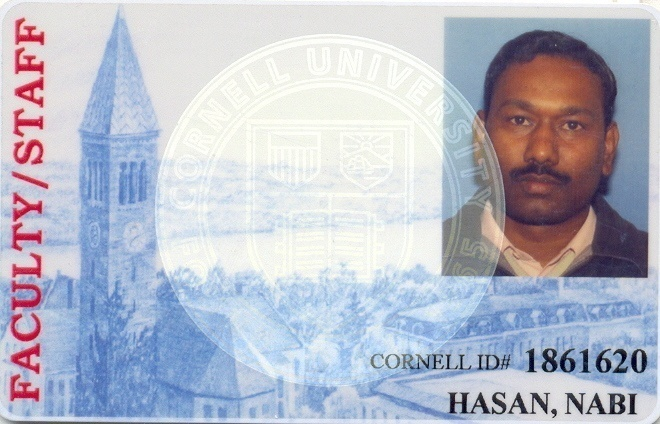 FACULTY/STAFF
CORNELL UNIVERSITY
CORNELL ID# 1861620
HASAN, NABI